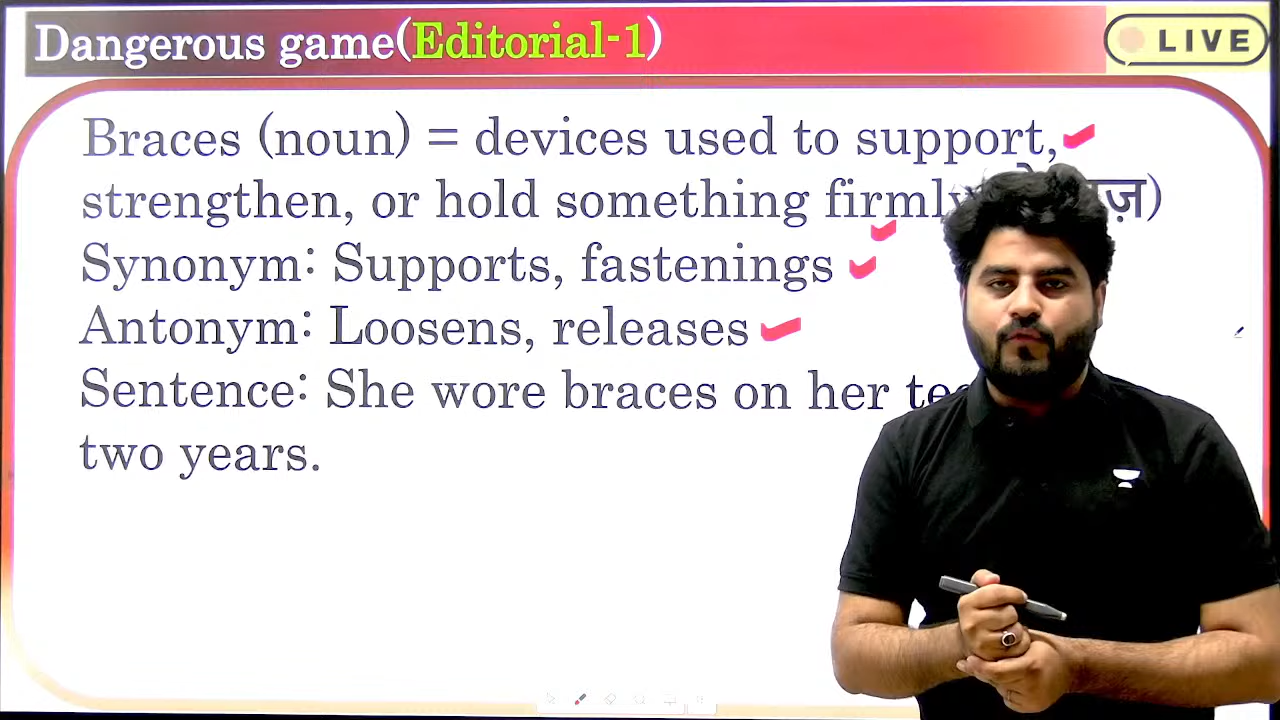 Dangerous game(Editorial-1)
LIVE
Braces (noun) = devices used to support,
strengthen, or hold something firmly
Synonym: Supports, fastenings
Antonym: Loosens, releases
Sentence: She wore braces on her
two years.